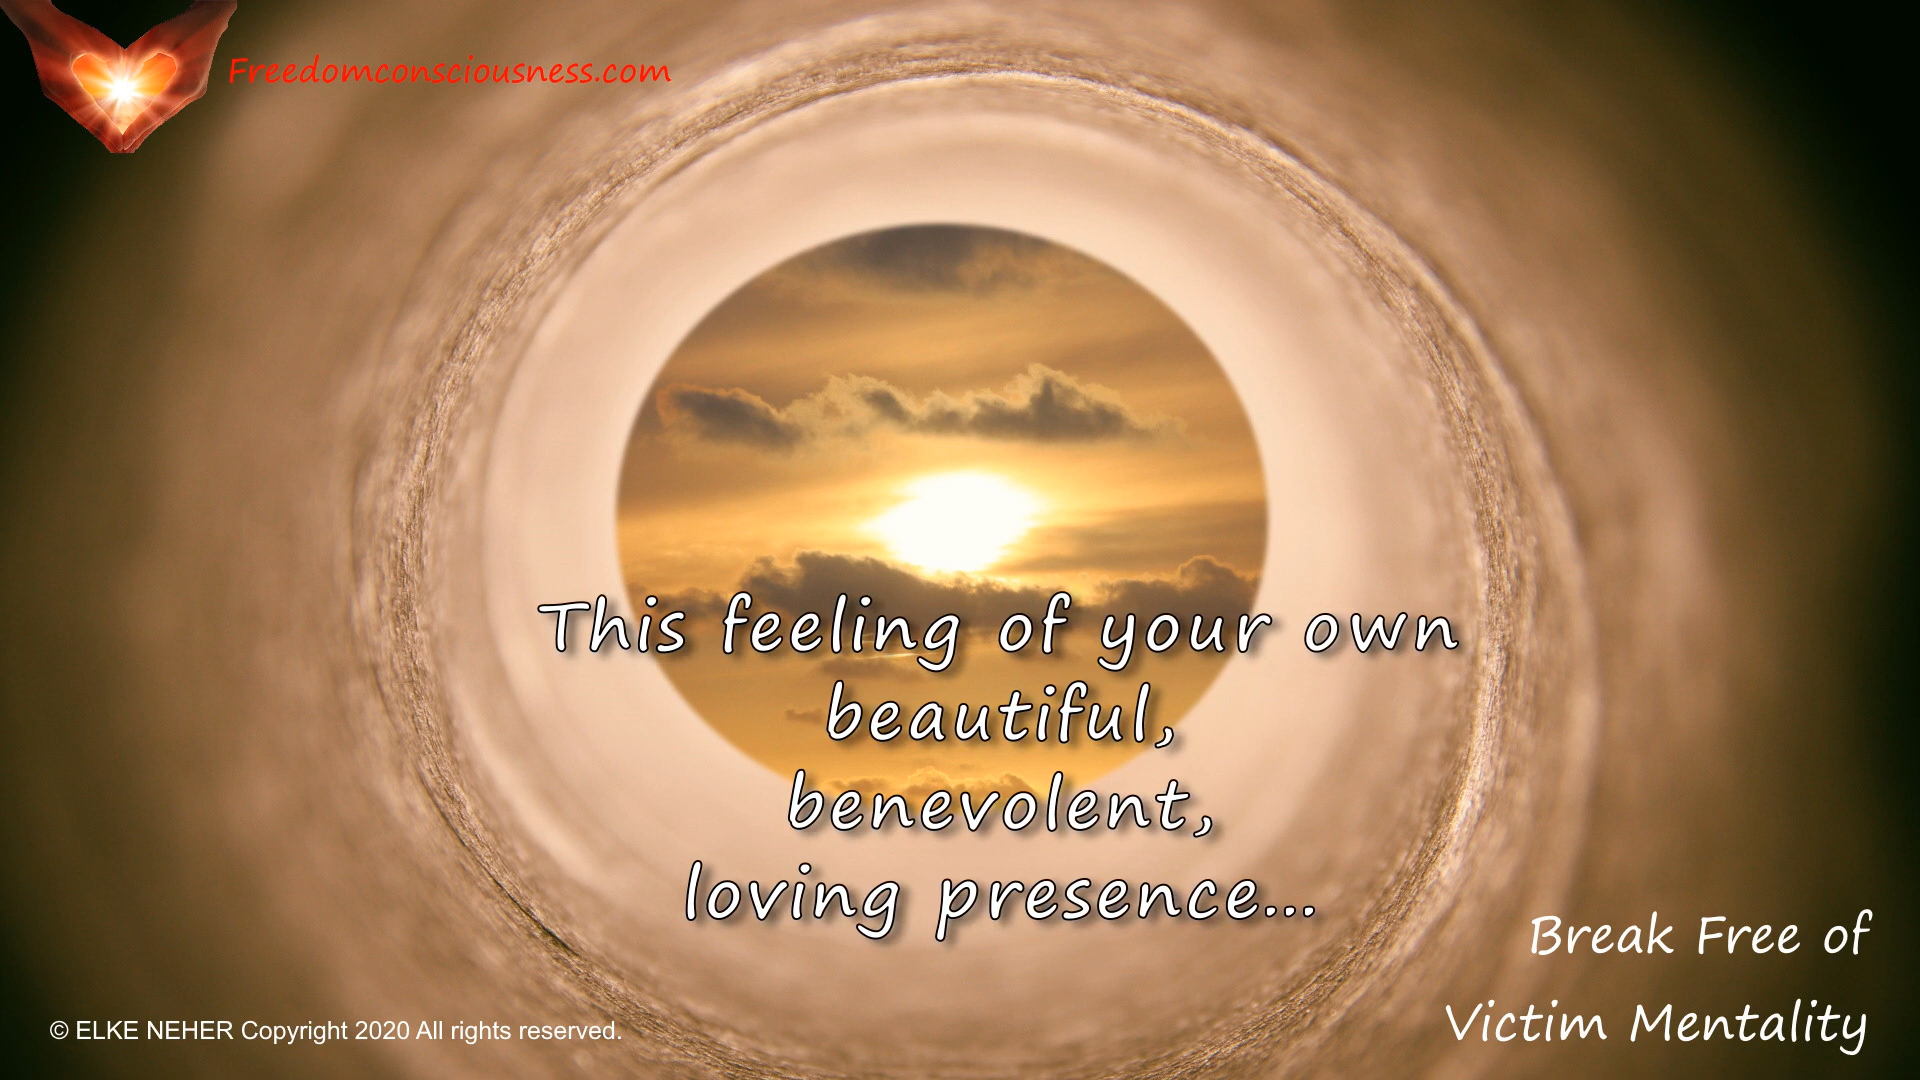 Freedomconsciousness.com
This feeling of your own
beautiful,
benevolent,
loving presence...
Break Free of
Victim Mentality
© ELKE NEHER Copyright 2020 All rights reserved.